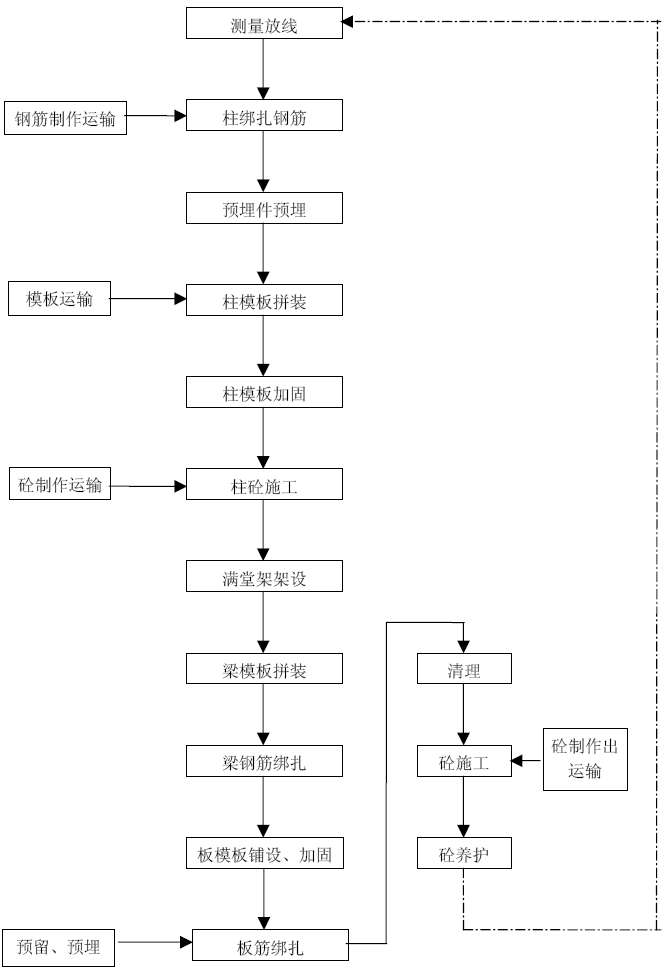 测量放线
钢筋制作运输
柱绑扎钢筋
预埋件预埋
模板运输
柱模板拼装
柱模板加固
砼制作运输
柱砼施工
满堂架架设
梁模板拼装
清理
梁钢筋绑扎
砼施工
砼制作出
运输
板模板铺设、加固
砼养护
预留、预埋
板筋绑扎